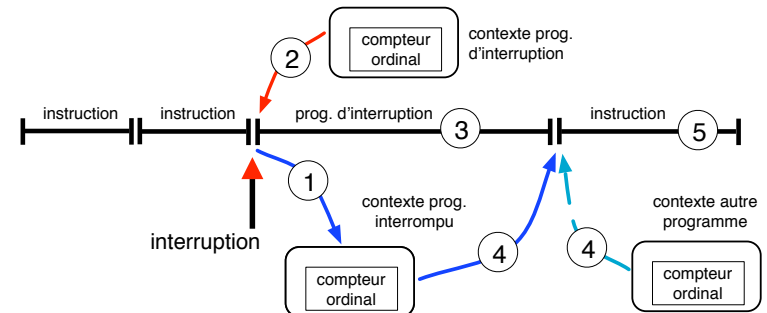 compteur
ordinal
contexte prog.
d'interruption
2
instruction
instruction
prog. d'interruption
3
instruction
5
1
contexte prog.
interrompu
contexte autre
programme
interruption
4
4
compteur
ordinal
compteur
ordinal